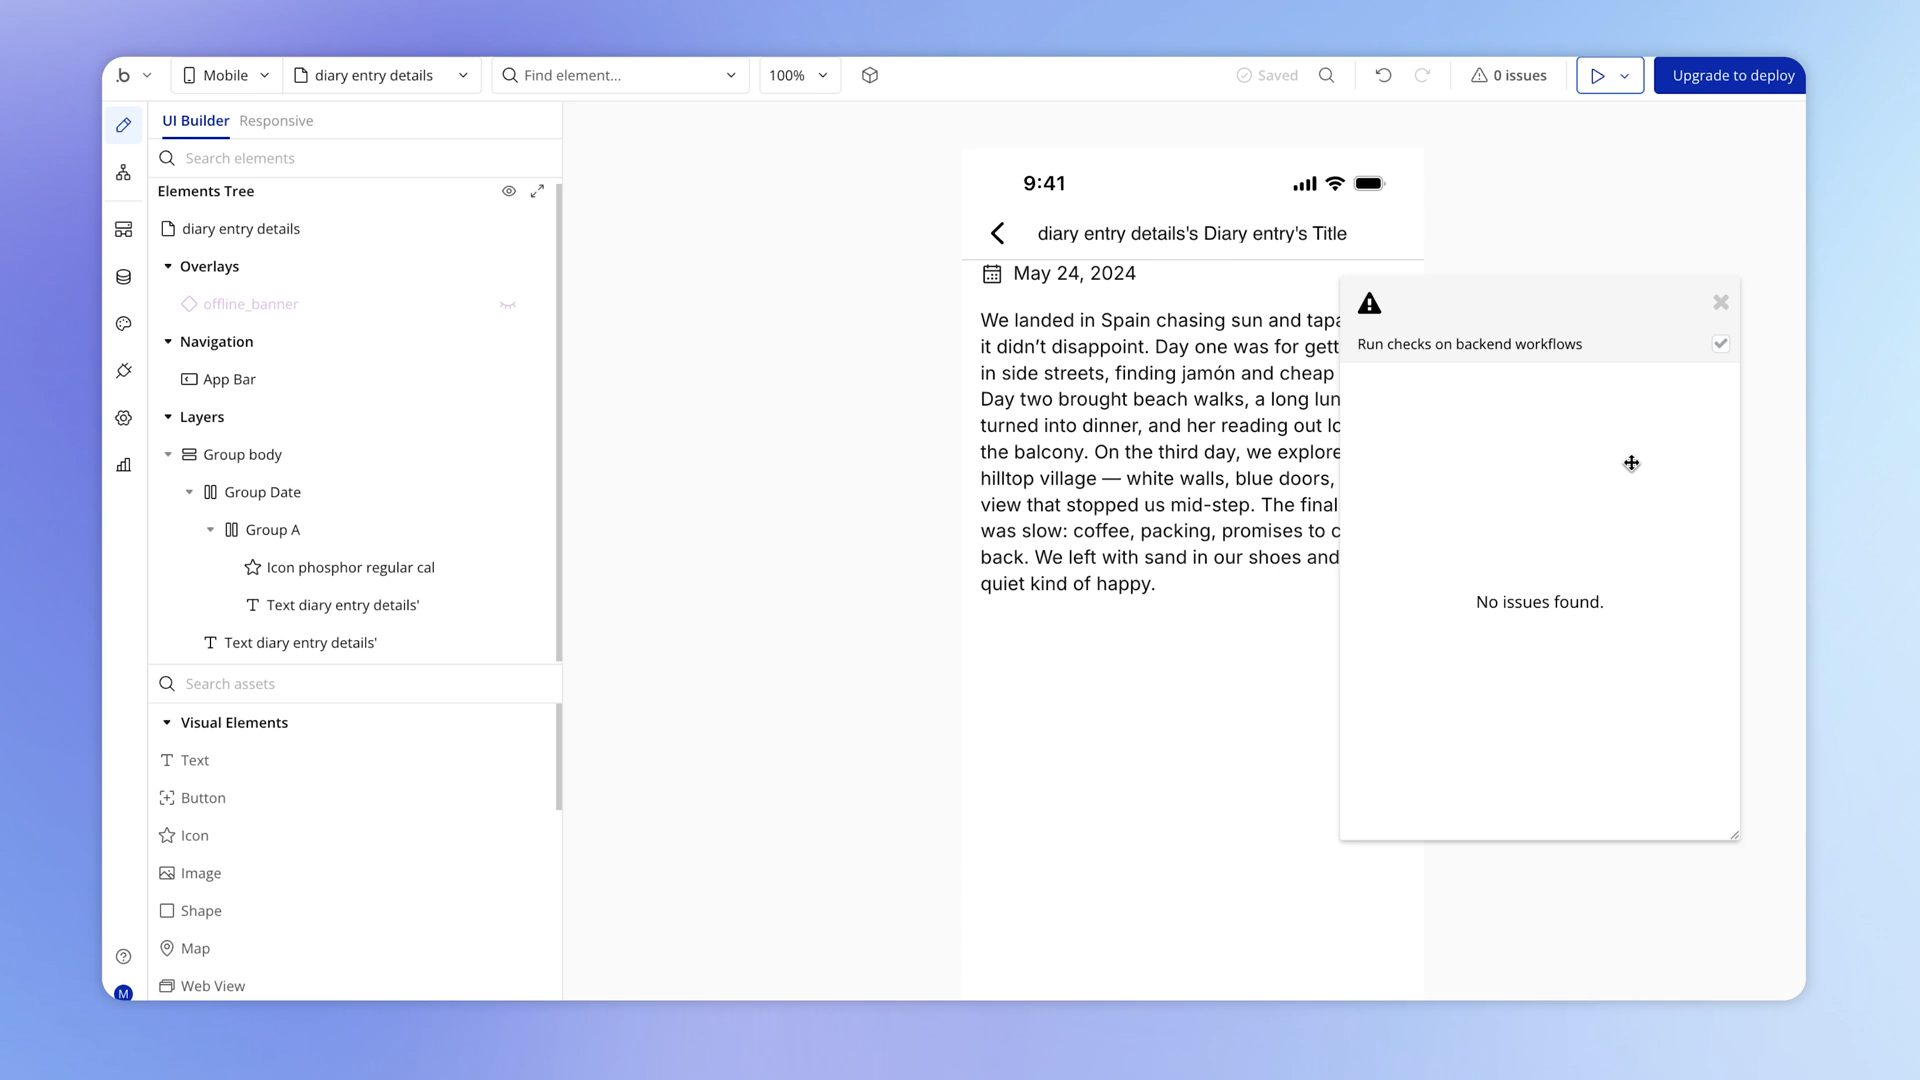 .b
Mobile
diary entry details
Find element...
100%
Saved
0 issues
Upgrade to deploy
UI Builder
Responsive
Search elements
Elements Tree
diary entry details
Overlays
offline_banner
Navigation
App Bar
Layers
Group body
Group Date
Group A
Icon phosphor regular cal
Text diary entry details'
Text diary entry details'
Search assets
Visual Elements
Text
Button
Icon
Image
Shape
Map
Web View
M
9:41
diary entry details's Diary entry's Title
May 24, 2024
We landed in Spain chasing sun and tapa
it didn't disappoint. Day one was for gett
in side streets, finding jamón and cheap
Day two brought beach walks, a long lun
turned into dinner, and her reading out lo
the balcony. On the third day, we explore
hilltop village — white walls, blue doors,
view that stopped us mid-step. The final
was slow: coffee, packing, promises to c
back. We left with sand in our shoes and
quiet kind of happy.
Run checks on backend workflows
No issues found.